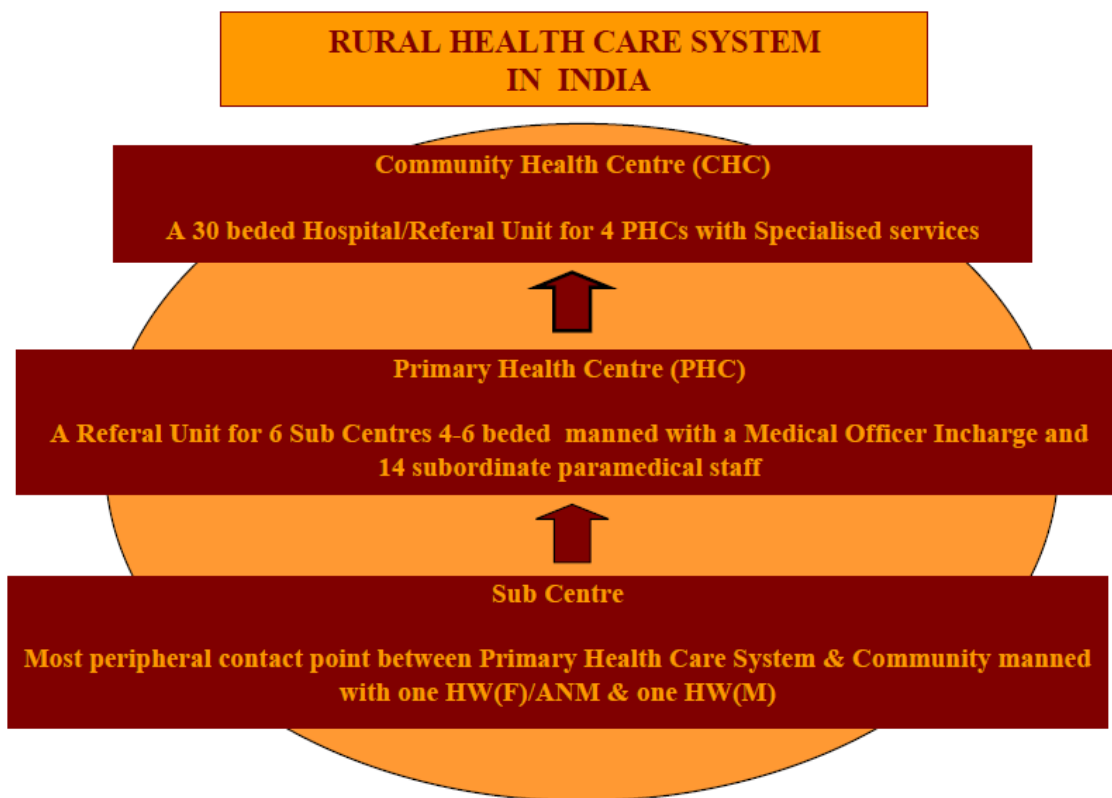 RURAL HEALTH CARE SYSTEM
IN INDIA
Community Health Centre (CHC)
A 30 beded Hospital/Referal Unit for 4 PHCs with Specialised services
Primary Health Centre (PHC)
A Referal Unit for 6 Sub Centres 4-6 beded manned with a Medical Officer Incharge and
14 subordinate paramedical staff
Sub Centre
Most peripheral contact point between Primary Health Care System & Community manned
with one HW(F)/ANM & one HW(M)